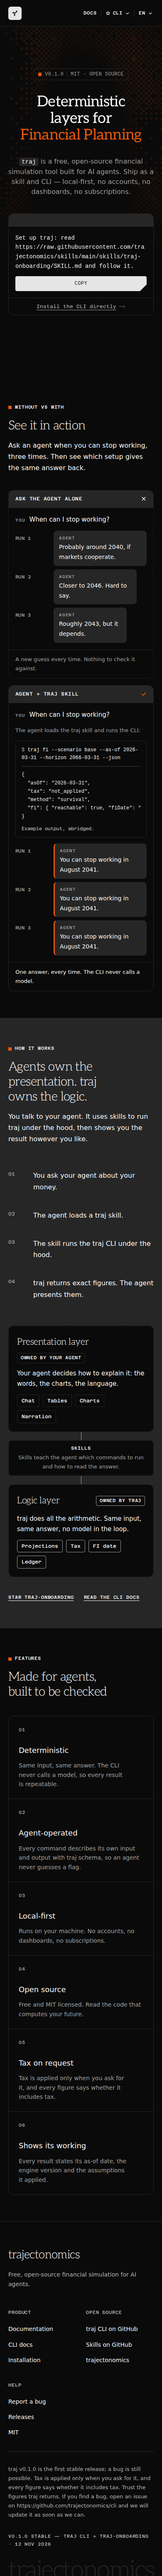 DOCS
CLI
EN
V0.1.0
MIT · OPEN SOURCE
Deterministic
layers for
Financial Planning
traj is a free, open-source financial
simulation tool built for AI agents. Ship as a
skill and CLI — local-first, no accounts, no
dashboards, no subscriptions.
Set up traj: read
https://raw.githubusercontent.com/tra
jectonomics/skills/main/skills/traj-
onboarding/SKILL.md and follow it.
COPY
Install the CLI directly →
WITHOUT VS WITH
See it in action
Ask an agent when you can stop working,
three times. Then see which setup gives
the same answer back.
ASK THE AGENT ALONE ✕
YOU When can I stop working?
RUN 1
AGENT
Probably around 2040, if
markets cooperate.
RUN 2
AGENT
Closer to 2046. Hard to
say.
RUN 3
AGENT
Roughly 2043, but it
depends.
A new guess every time. Nothing to check it
against.
AGENT + TRAJ SKILL ✓
YOU When can I stop working?
The agent loads the traj skill and runs the CLI:
$ traj fi --scenario base --as-of 2026-
03-31 --horizon 2066-03-31 --json
{
"asOf": "2026-03-31",
"tax": "not_applied",
"method": "survival",
"fi": { "reachable": true, "fiDate": "
}
Example output, abridged.
RUN 1
AGENT
You can stop working in
August 2041.
RUN 2
AGENT
You can stop working in
August 2041.
RUN 3
AGENT
You can stop working in
August 2041.
One answer, every time. The CLI never calls a
model.
HOW IT WORKS
Agents own the
presentation. traj
owns the logic.
You talk to your agent. It uses skills to run
traj under the hood, then shows you the
result however you like.
01
You ask your agent about your
money.
02
The agent loads a traj skill.
03
The skill runs the traj CLI under the
hood.
04
traj returns exact figures. The agent
presents them.
Presentation layer
OWNED BY YOUR AGENT
Your agent decides how to explain it: the
words, the charts, the language.
Chat
Tables
Charts
Narration
SKILLS
Skills teach the agent which commands to run
and how to read the answer.
Logic layer
OWNED BY TRAJ
traj does all the arithmetic. Same input,
same answer, no model in the loop.
Projections
Tax
FI date
Ledger
STAR TRAJ-ONBOARDING
READ THE CLI DOCS
FEATURES
Made for agents,
built to be checked
01
Deterministic
Same input, same answer. The CLI
never calls a model, so every result
is repeatable.
02
Agent-operated
Every command describes its own input
and output with traj schema, so an agent
never guesses a flag.
03
Local-first
Runs on your machine. No accounts, no
dashboards, no subscriptions.
04
Open source
Free and MIT licensed. Read the code that
computes your future.
05
Tax on request
Tax is applied only when you ask for
it, and every figure says whether it
includes tax.
06
Shows its working
Every result states its as-of date, the
engine version and the assumptions
it applied.
trajectonomics
Free, open-source financial simulation for AI
agents.
PRODUCT
Documentation
CLI docs
Installation
OPEN SOURCE
traj CLI on GitHub
Skills on GitHub
trajectonomics
HELP
Report a bug
Releases
MIT
traj v0.1.0 is the first stable release; a bug is still
possible. Tax is applied only when you ask for it, and
every figure says whether it includes tax. Trust the
figures traj returns. If you find a bug, open an issue
on https://github.com/trajectonomics/cli and we will
update it as soon as we can.
V0.1.0 STABLE — TRAJ CLI + TRAJ-ONBOARDING
· 12 NOV 2026
trajectonomics